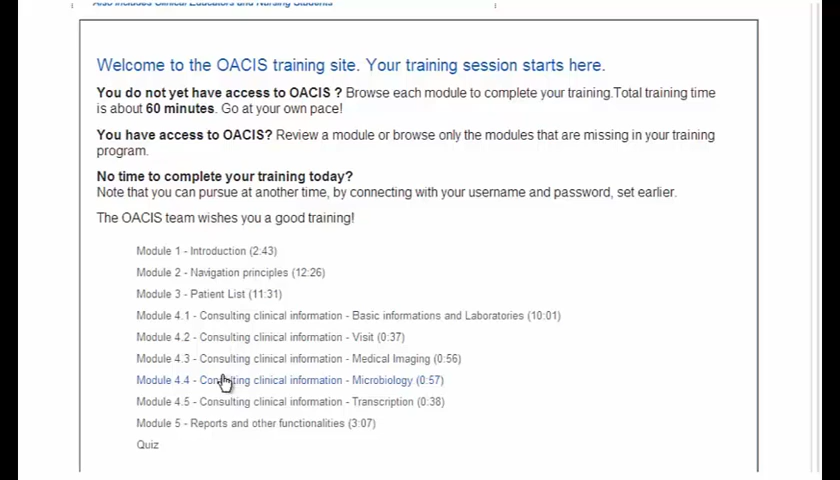 Also includes Clinical Educators and Nursing Students
Welcome to the OACIS training site. Your training session starts here.
You do not yet have access to OACIS ? Browse each module to complete your training.Total training time
is about 60 minutes. Go at your own pace!
You have access to OACIS? Review a module or browse only the modules that are missing in your training
program.
No time to complete your training today?
Note that you can pursue at another time, by connecting with your username and password, set earlier.
The OACIS team wishes you a good training!
Module 1 - Introduction (2:43)
Module 2 - Navigation principles (12:26)
Module 3 - Patient List (11:31)
Module 4.1 - Consulting clinical information - Basic informations and Laboratories (10:01)
Module 4.2 - Consulting clinical information - Visit (0:37)
Module 4.3 - Consulting clinical information - Medical Imaging (0:56)
Module 4.4 - Consulting clinical information - Microbiology (0:57)
Module 4.5 - Consulting clinical information - Transcription (0:38)
Module 5 - Reports and other functionalities (3:07)
Quiz